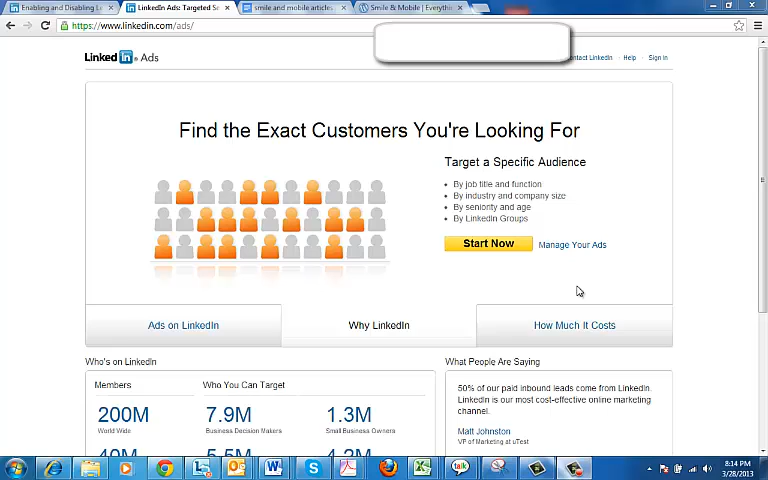 Enabling and Disabling L
LinkedIn Ads: Targeted Se
smile and mobile articles
Smile & Mobile | Everythi
https://www.linkedin.com/ads/
Linked in Ads
Contact LinkedIn
Help
Sign In
Find the Exact Customers You're Looking For
Target a Specific Audience
By job title and function
By industry and company size
By seniority and age
By LinkedIn Groups
Start Now
Manage Your Ads
Ads on LinkedIn
Why LinkedIn
How Much It Costs
Who's on LinkedIn
What People Are Saying
Members
Who You Can Target
50% of our paid inbound leads come from LinkedIn.
LinkedIn is our most cost-effective online marketing
channel.
200M
7.9M
1.3M
World Wide
Business Decision Makers
Small Business Owners
Matt Johnston
VP of Marketing at uTest
5.5M
4.2M
talk
8:14 PM
3/28/2013